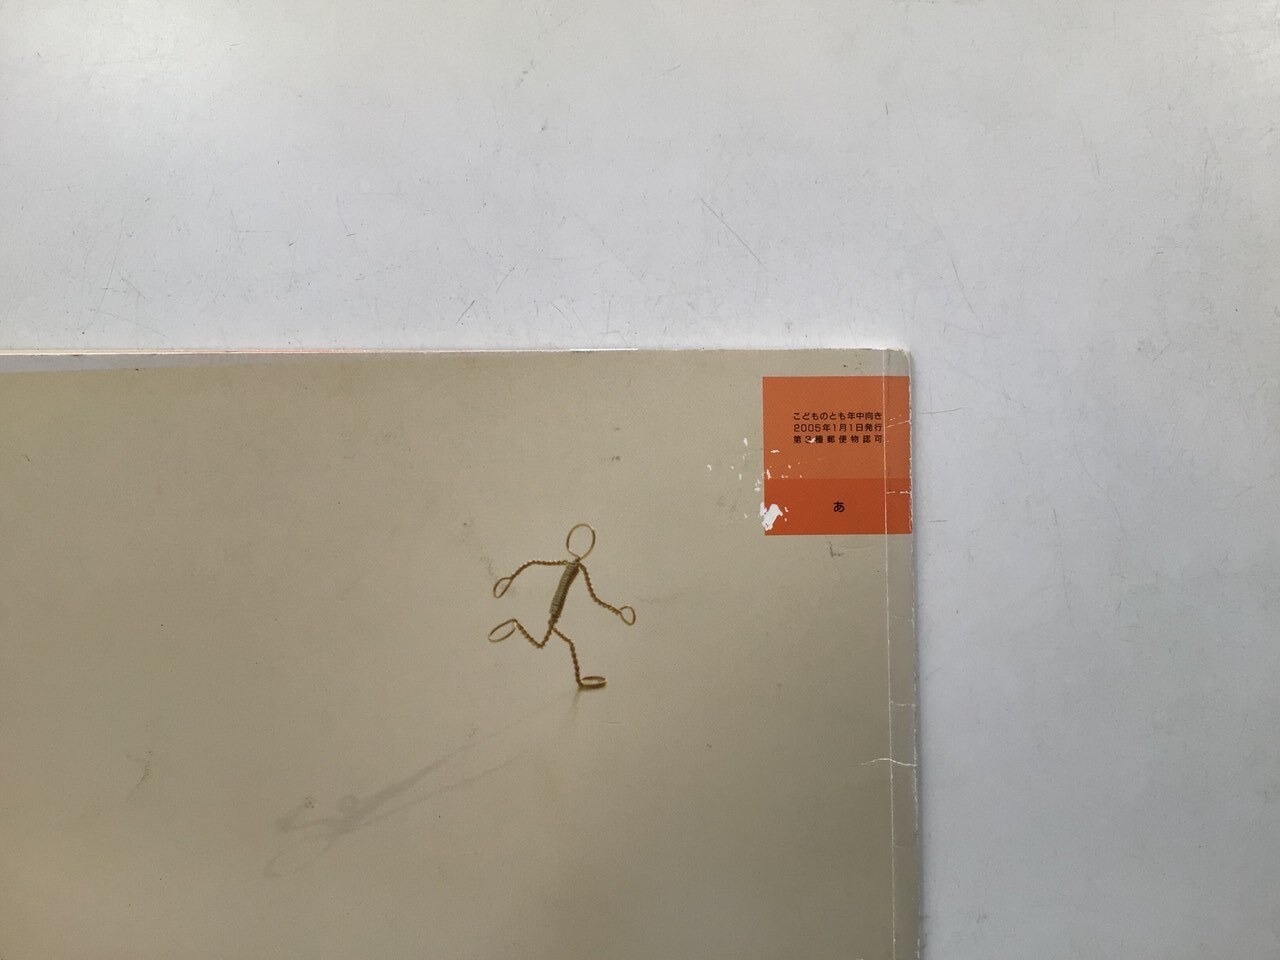 こどものとも年中向き
2005年1月1日発行
第3種郵便物認可
あ